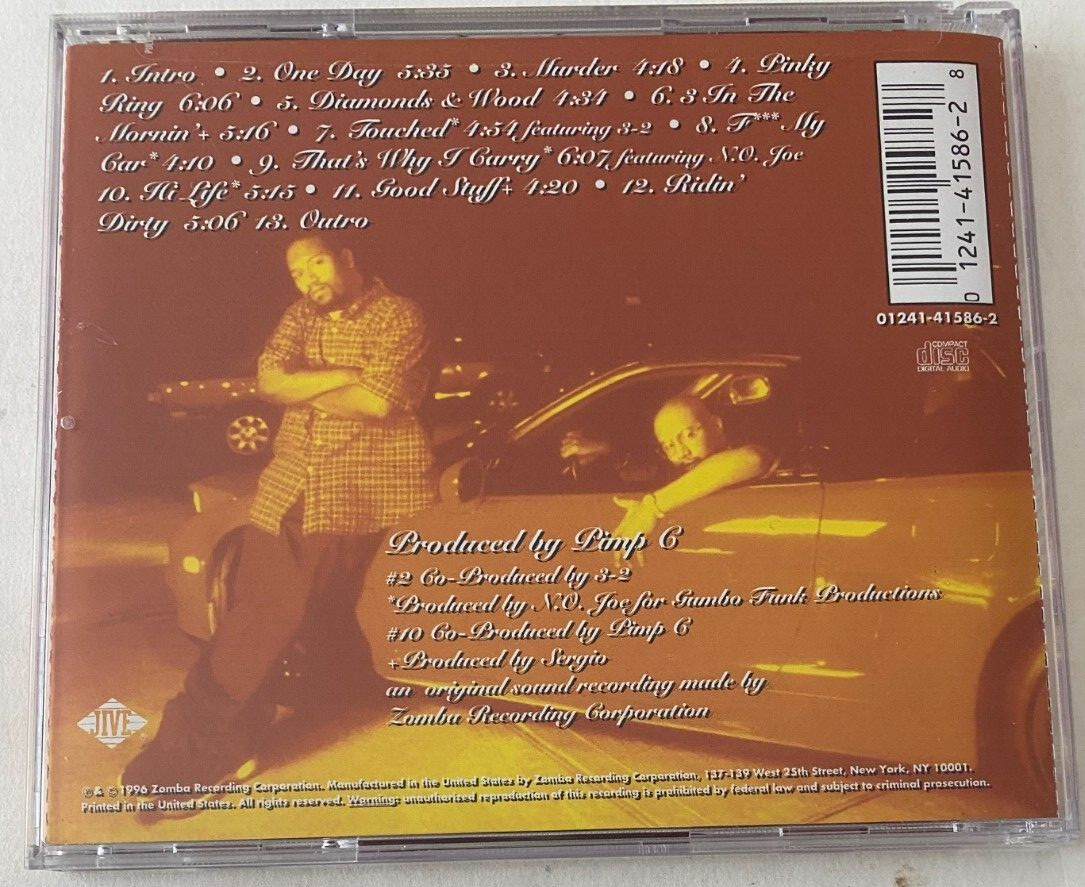 1. Intro • 2. One Day 5:35 • 3. Murder 4:18 • 4. Pinky
Ring 6:06 • 5. Diamonds & Wood 4:34 • 6. 3 In The
Mornin'+ 5:16 • 7. Touched* 4:54 featuring 3-2 • 8. F*** My
Car* 4:10 • 9. That's Why I Carry* 6:07 featuring N.O. Joe
10. Hi Life* 5:15 • 11. Good Stuff+ 4:20 • 12. Ridin'
Dirty 5:06 13. Outro
0 1241-41586-2 8
01241-41586-2
COMPACT
disc
DIGITAL AUDIO
Produced by Pimp C
#2 Co-Produced by 3-2
*Produced by N.O. Joe for Gumbo Funk Productions
#10 Co-Produced by Pimp C
+Produced by Sergio
an original sound recording made by
Zomba Recording Corporation
JIVE
©& ℗ 1996 Zomba Recording Corporation. Manufactured in the United States by Zomba Recording Corporation, 137-139 West 25th Street, New York, NY 10001.
Printed in the United States. All rights reserved. Warning: unauthorized reproduction of this recording is prohibited by federal law and subject to criminal prosecution.